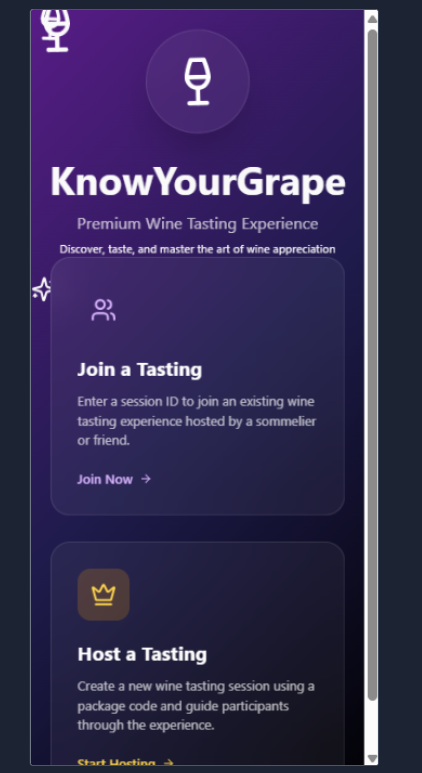 KnowYourGrape
Premium Wine Tasting Experience
Discover, taste, and master the art of wine appreciation
Join a Tasting
Enter a session ID to join an existing wine
tasting experience hosted by a sommelier
or friend.
Join Now →
Host a Tasting
Create a new wine tasting session using a
package code and guide participants
through the experience.
Start Hosting →